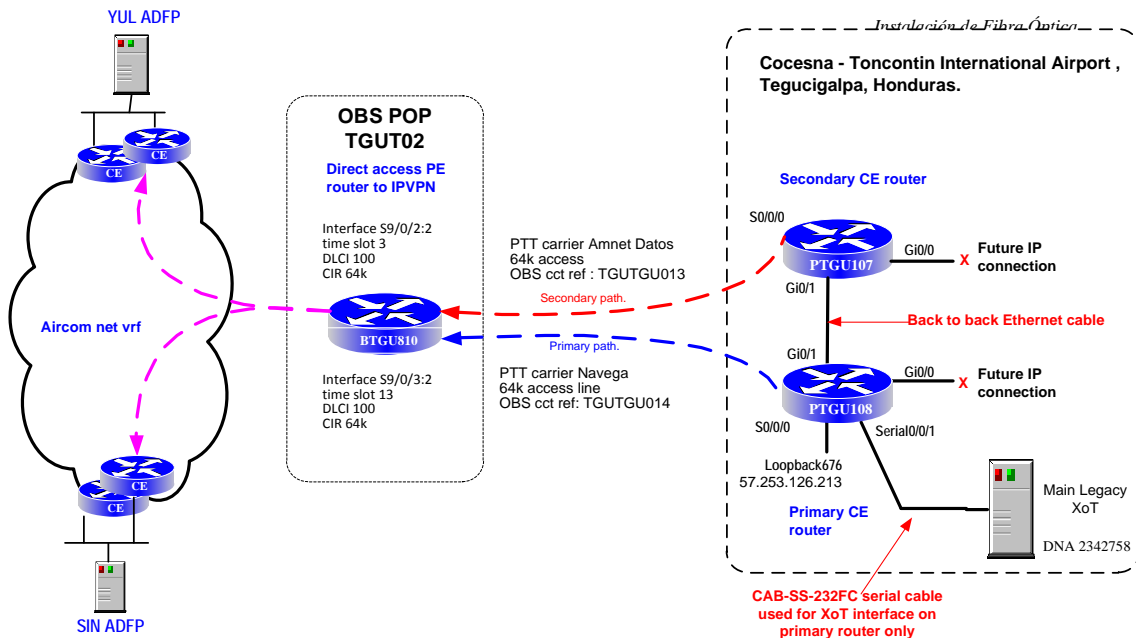 YUL ADFP
CE
CE
Aircom net vrf
CE
CE
SIN ADFP
OBS POP
TGUT02
Direct access PE
router to IPVPN
Interface S9/0/2:2
time slot 3
DLCI 100
CIR 64k
BTGU810
Interface S9/0/3:2
time slot 13
DLCI 100
CIR 64k
PTT carrier Amnet Datos
64k access
OBS cct ref : TGUTGU013
Secondary path.
Primary path.
PTT carrier Navega
64k access line
OBS cct ref: TGUTGU014
Instalación de Fibra Óptica
Cocesna - Toncontin International Airport ,
Tegucigalpa, Honduras.
Secondary CE router
S0/0/0
PTGU107
Gi0/0
X
Future IP
connection
Gi0/1
Back to back Ethernet cable
Gi0/1
Gi0/0
X
Future IP
connection
PTGU108
S0/0/0
Serial0/0/1
Loopback676
57.253.126.213
Primary CE
router
Main Legacy
XoT
DNA 2342758
CAB-SS-232FC serial cable
used for XoT interface on
primary router only